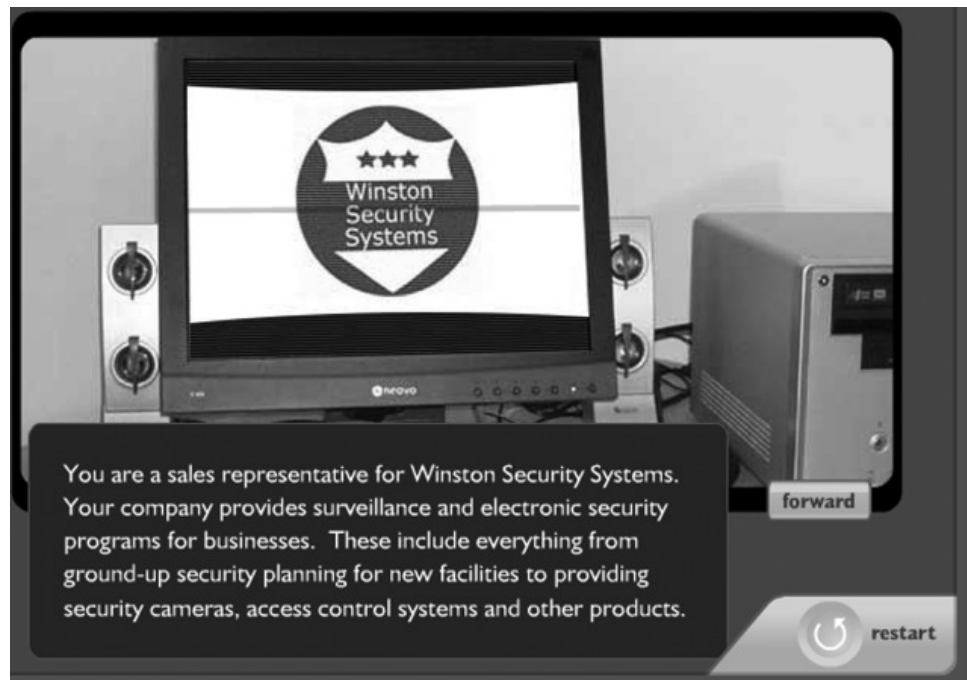 Winston
Security
Systems
neovo
You are a sales representative for Winston Security Systems.
Your company provides surveillance and electronic security
programs for businesses. These include everything from
ground-up security planning for new facilities to providing
security cameras, access control systems and other products.
forward
restart